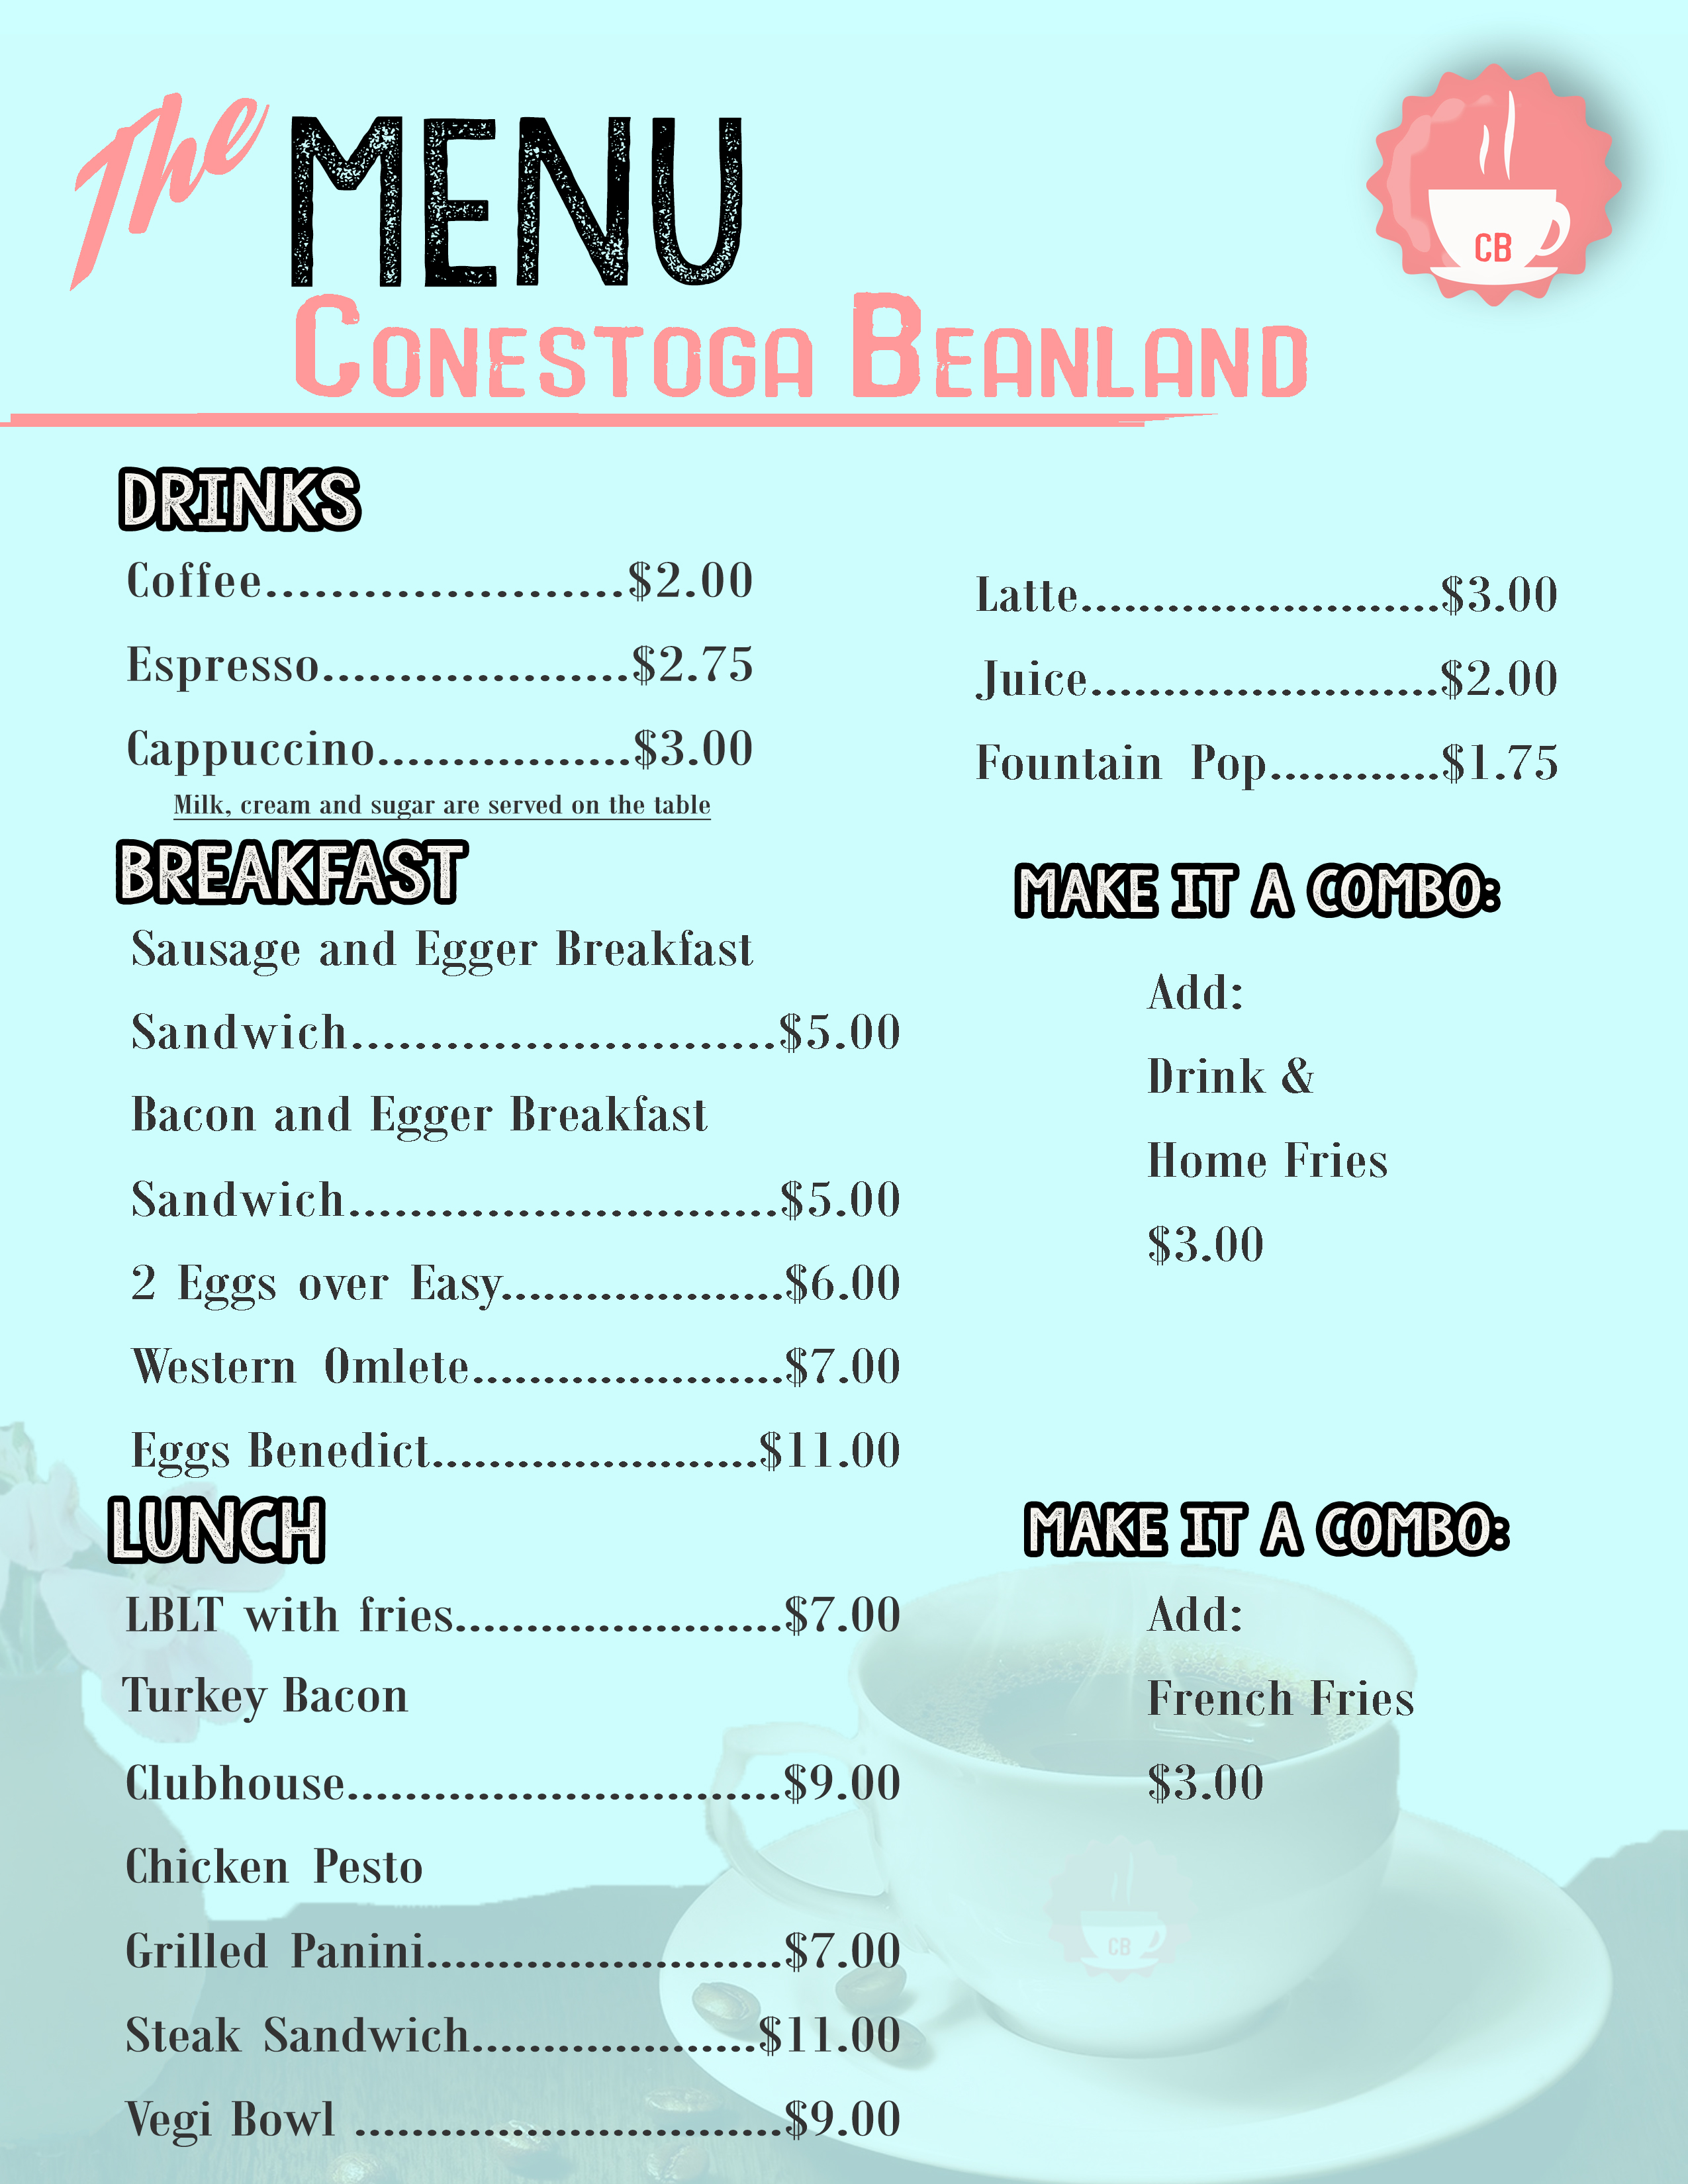 The MENU
CONESTOGA BEANLAND
CB
DRINKS
Coffee......................$2.00
Espresso....................$2.75
Cappuccino.................$3.00
Milk, cream and sugar are served on the table
Latte.........................$3.00
Juice........................$2.00
Fountain Pop............$1.75
BREAKFAST
Sausage and Egger Breakfast
Sandwich...........................$5.00
Bacon and Egger Breakfast
Sandwich............................$5.00
2 Eggs over Easy....................$6.00
Western Omlete......................$7.00
Eggs Benedict.......................$11.00
MAKE IT A COMBO:
Add:
Drink &
Home Fries
$3.00
LUNCH
LBLT with fries.......................$7.00
Turkey Bacon
Clubhouse..............................$9.00
Chicken Pesto
Grilled Panini.........................$7.00
Steak Sandwich....................$11.00
Vegi Bowl ..............................$9.00
MAKE IT A COMBO:
Add:
French Fries
$3.00
CB